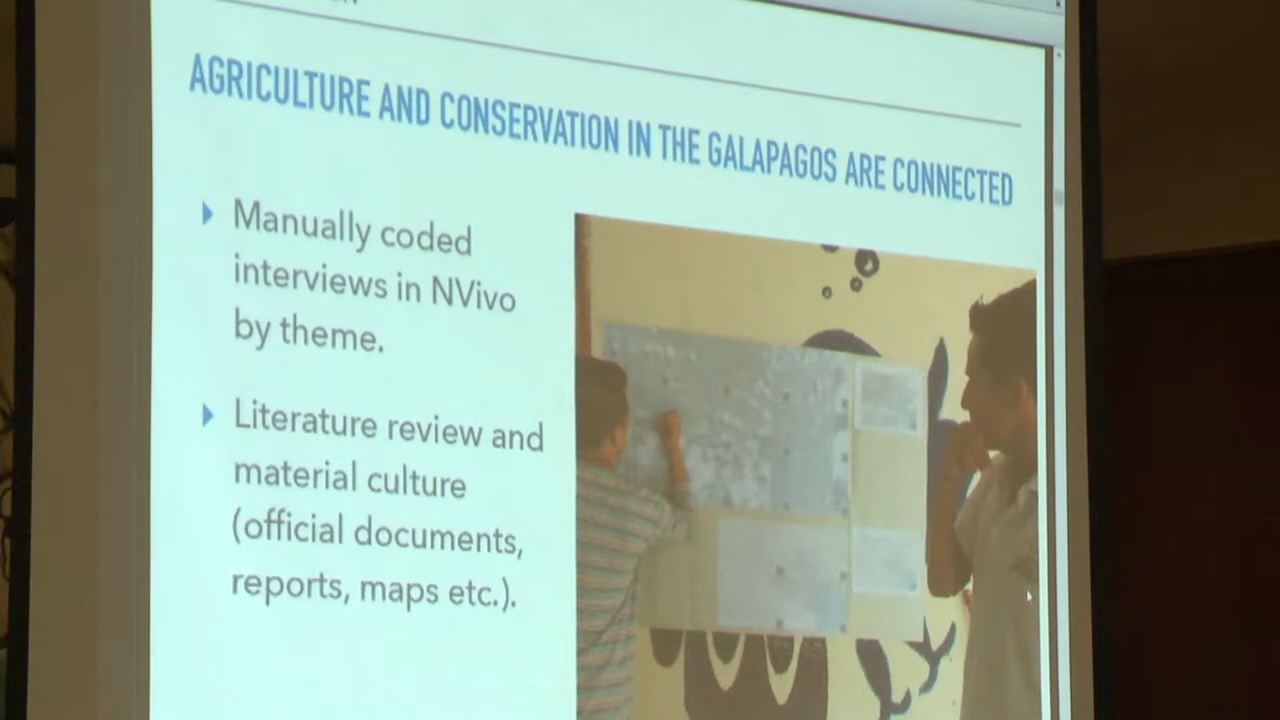 AGRICULTURE AND CONSERVATION IN THE GALAPAGOS ARE CONNECTED
Manually coded
interviews in NVivo
by theme.
Literature review and
material culture
(official documents,
reports, maps etc.).